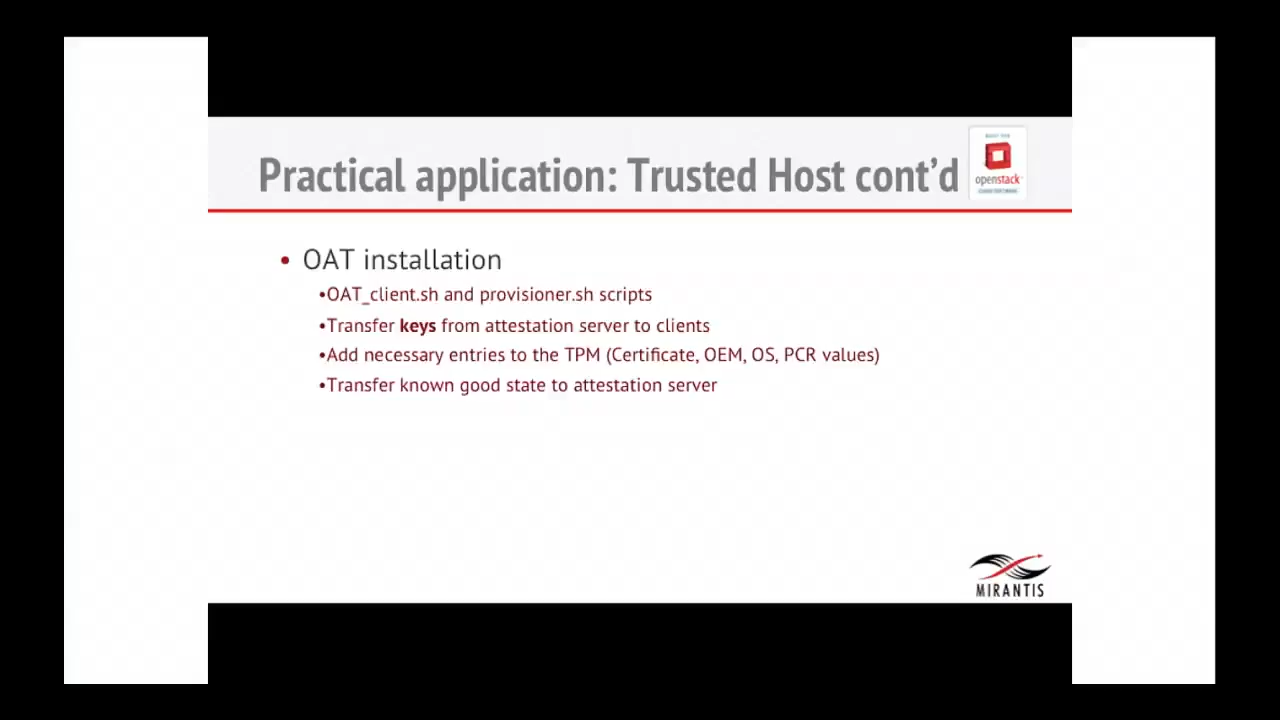 Practical application: Trusted Host cont’d
openstack
• OAT installation
•OAT_client.sh and provisioner.sh scripts
•Transfer keys from attestation server to clients
•Add necessary entries to the TPM (Certificate, OEM, OS, PCR values)
•Transfer known good state to attestation server
MIRANTIS